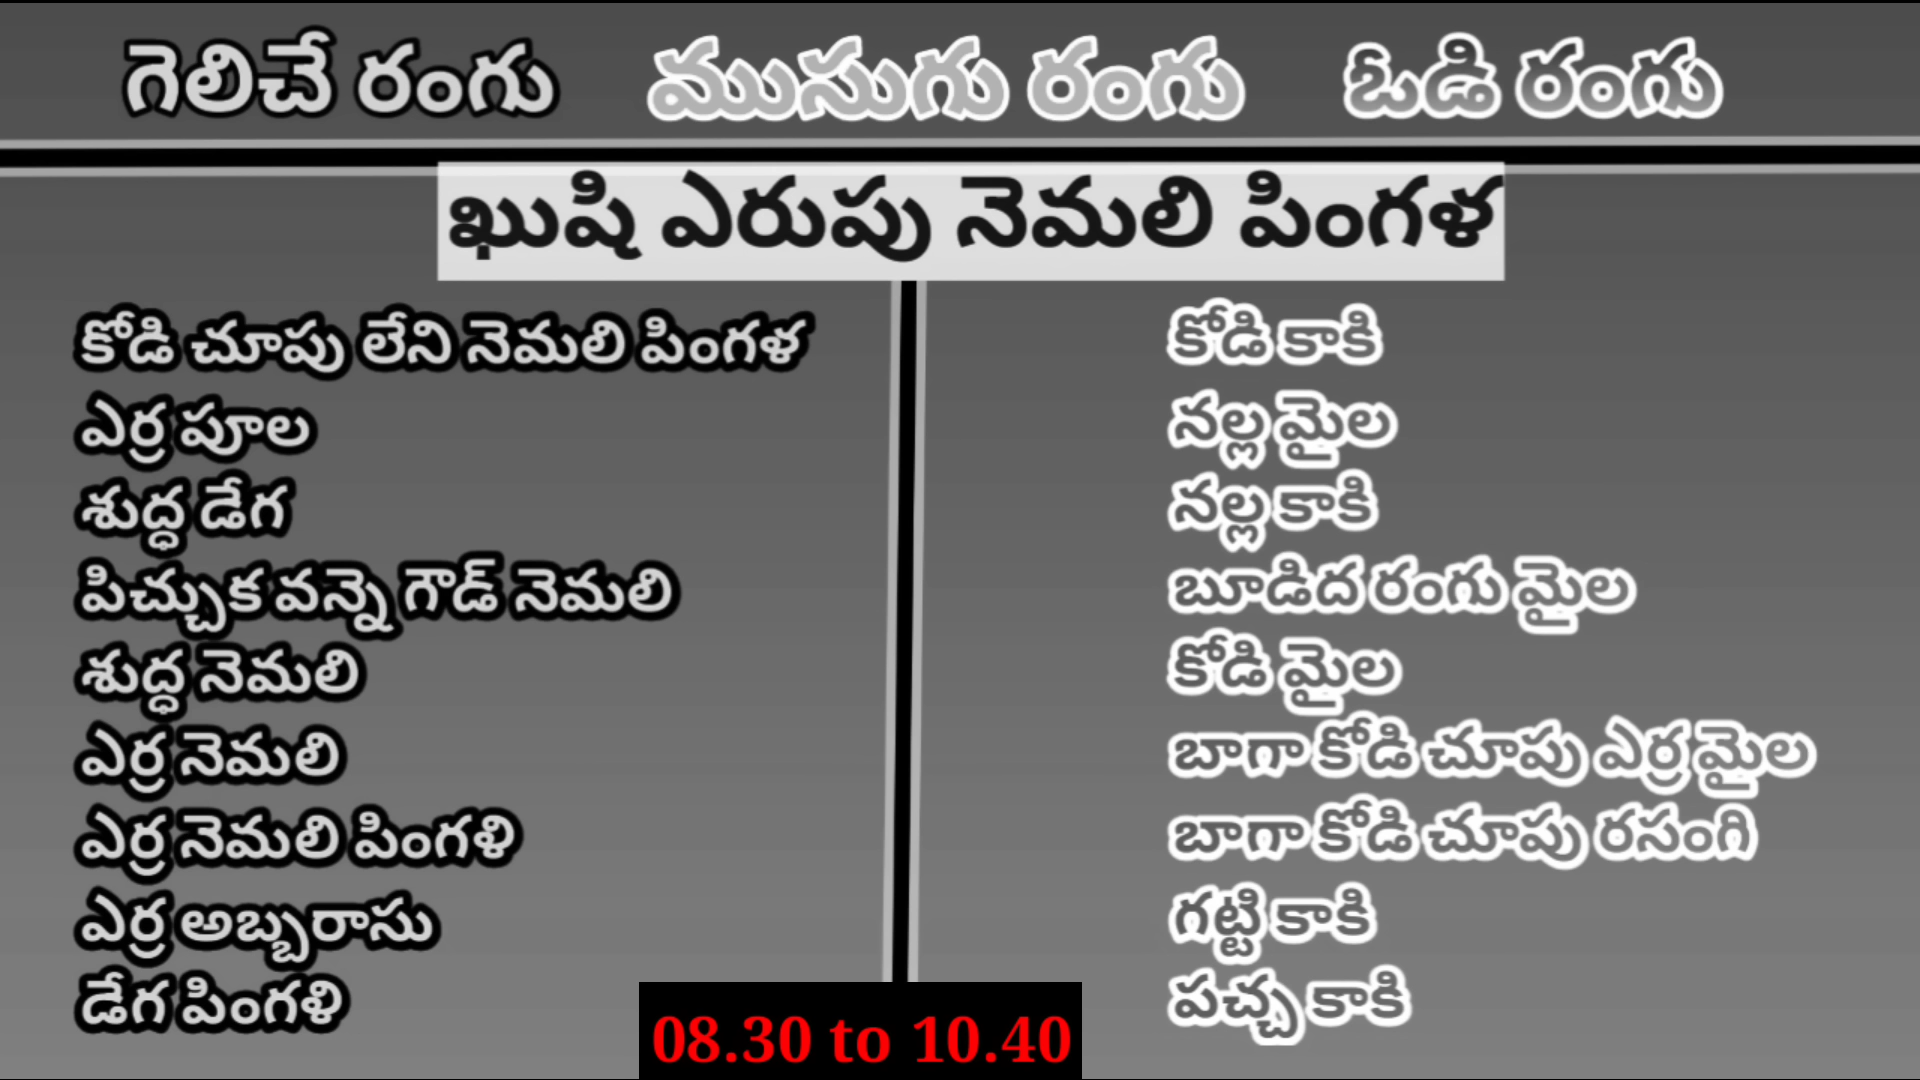 గెలిచే రంగు ముసుగు రంగు ఓడి రంగు
ఖుషి ఎరుపు నెమలి పింగళ
కోడి చూపు లేని నెమలి పింగళ
ఎర్ర పూల
శుద్ధ డేగ
పిచ్చుక వన్నె గౌడ్ నెమలి
శుద్ధ నెమలి
ఎర్ర నెమలి
ఎర్ర నెమలి పింగళి
ఎర్ర అబ్బరాసు
డేగ పింగళి
కోడి కాకి
నల్ల మైల
నల్ల కాకి
బూడిద రంగు మైల
కోడి మైల
బాగా కోడి చూపు ఎర్ర మైల
బాగా కోడి చూపు రసంగి
గట్టి కాకి
పచ్చ కాకి
08.30 to 10.40